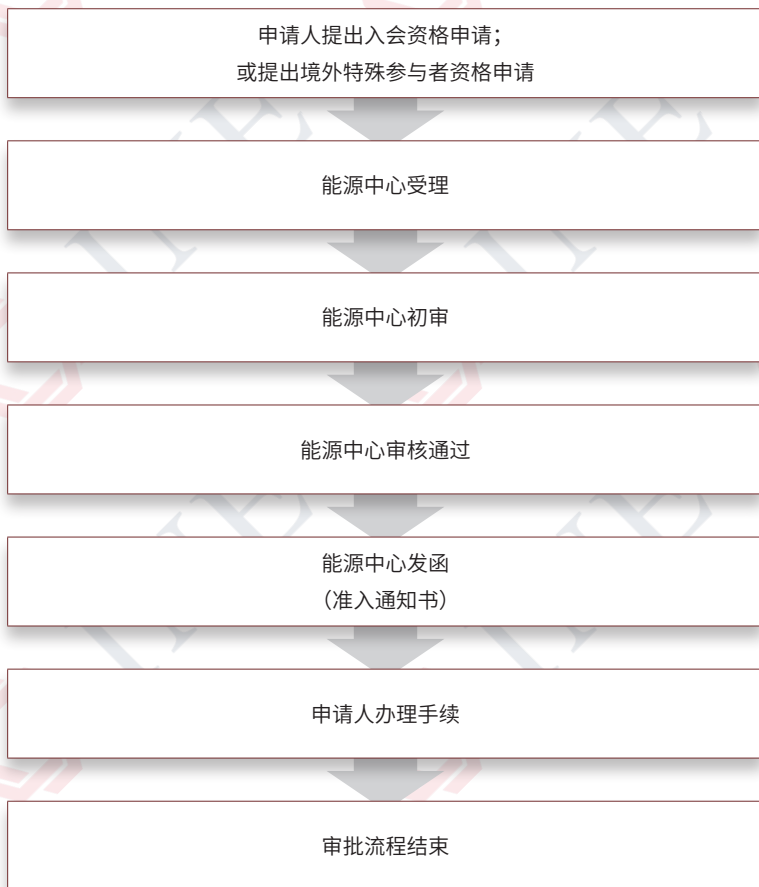 申请人提出入会资格申请；
或提出境外特殊参与者资格申请
能源中心受理
能源中心初审
能源中心审核通过
能源中心发函
（准入通知书）
申请人办理手续
审批流程结束